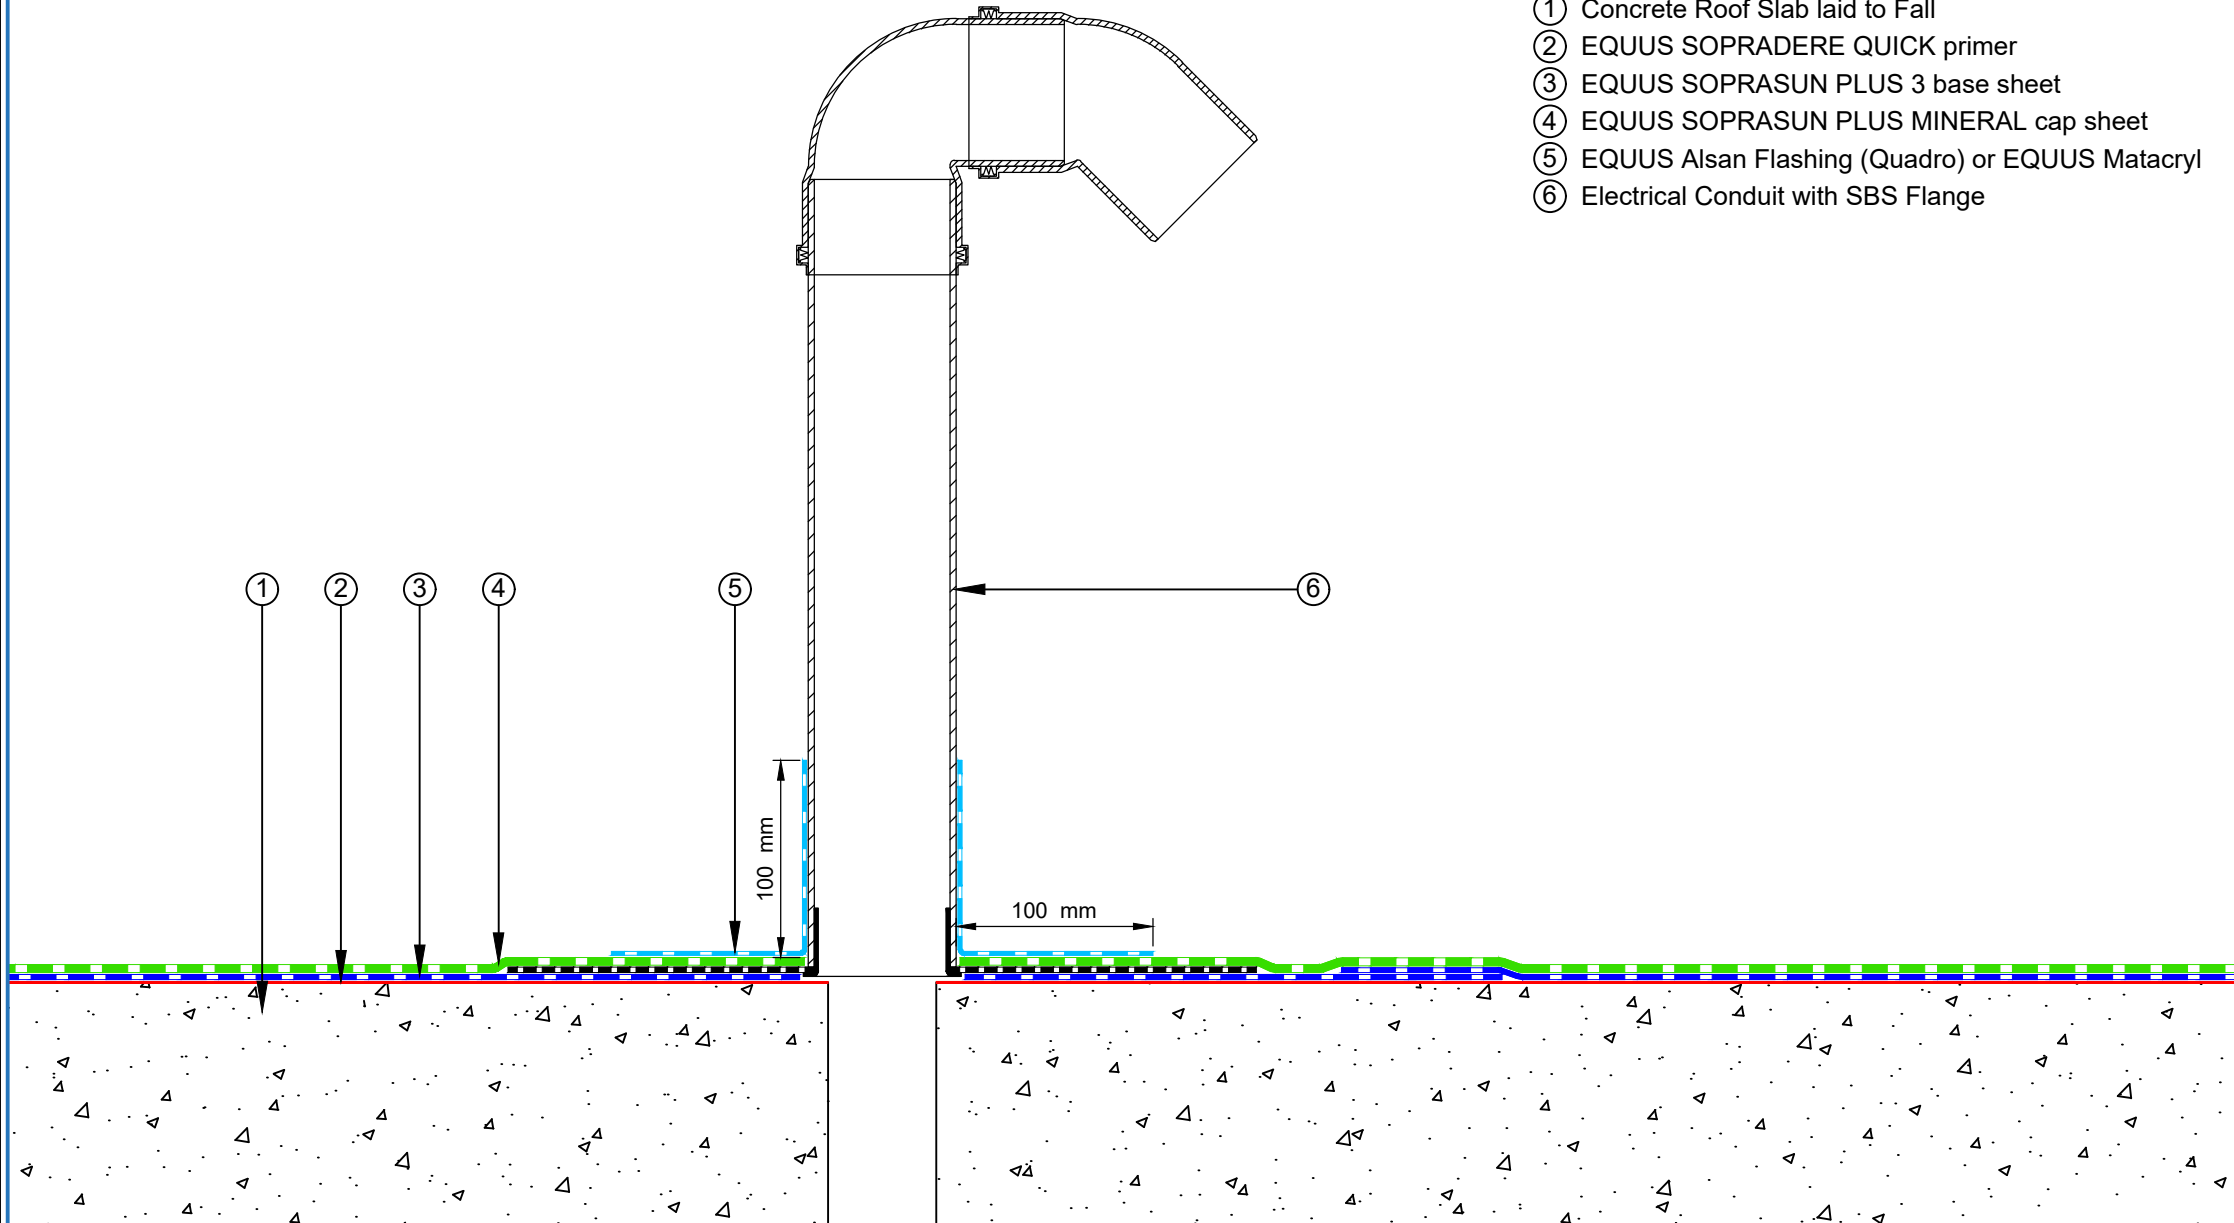 ① Concrete Roof Slab laid to Fall
② EQUUS SOPRADERE QUICK primer
③ EQUUS SOPRASUN PLUS 3 base sheet
④ EQUUS SOPRASUN PLUS MINERAL cap sheet
⑤ EQUUS Alsan Flashing (Quadro) or EQUUS Matacryl
⑥ Electrical Conduit with SBS Flange
① ② ③ ④ ⑤ ⑥
100 mm
100 mm